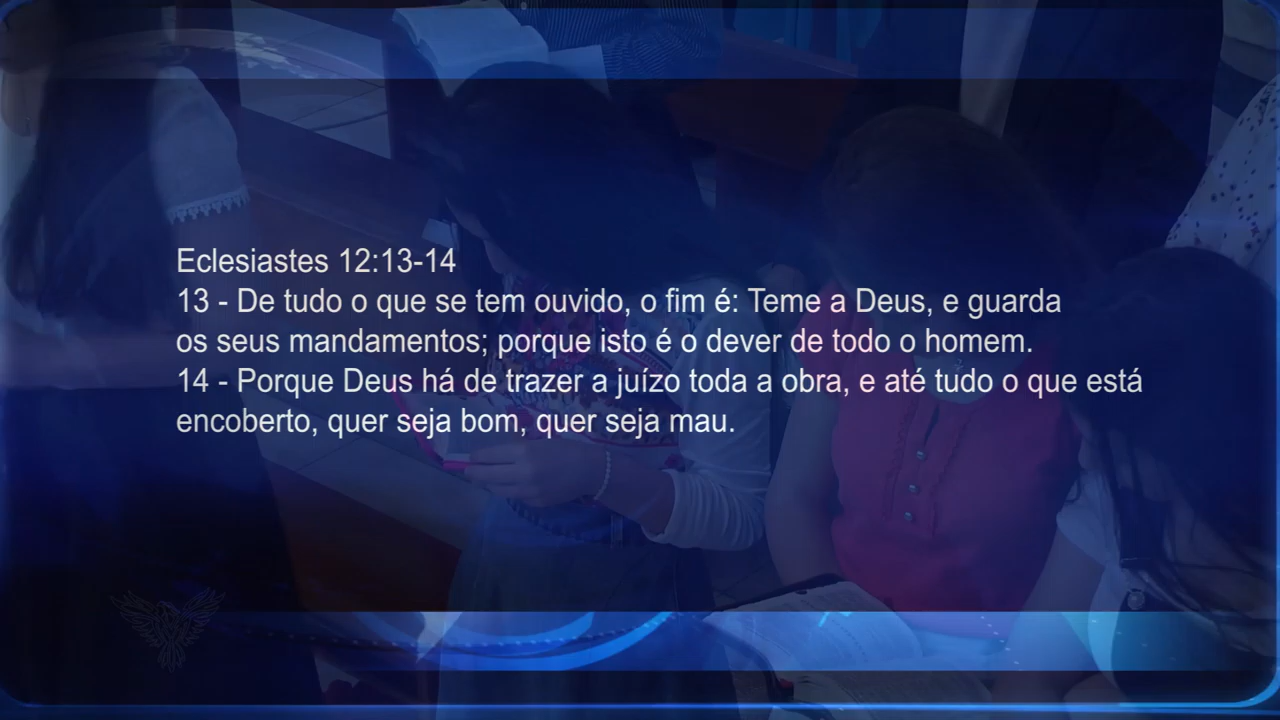 Eclesiastes 12:13-14
13 - De tudo o que se tem ouvido, o fim é: Teme a Deus, e guarda
os seus mandamentos; porque isto é o dever de todo o homem.
14 - Porque Deus há de trazer a juízo toda a obra, e até tudo o que está
encoberto, quer seja bom, quer seja mau.